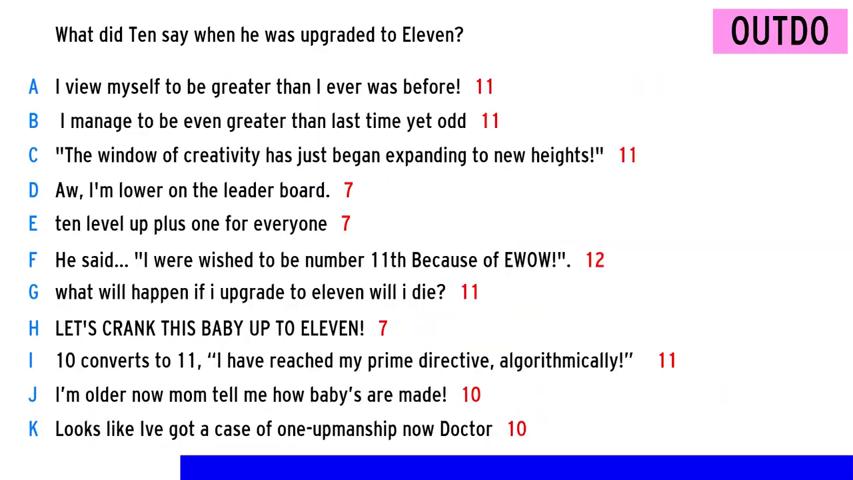 What did Ten say when he was upgraded to Eleven?
OUTDO
A I view myself to be greater than I ever was before! 11
B I manage to be even greater than last time yet odd 11
C "The window of creativity has just began expanding to new heights!" 11
D Aw, I'm lower on the leader board. 7
E ten level up plus one for everyone 7
F He said... "I were wished to be number 11th Because of EWOW!". 12
G what will happen if i upgrade to eleven will i die? 11
H LET'S CRANK THIS BABY UP TO ELEVEN! 7
I 10 converts to 11, “I have reached my prime directive, algorithmically!” 11
J I’m older now mom tell me how baby’s are made! 10
K Looks like Ive got a case of one-upmanship now Doctor 10